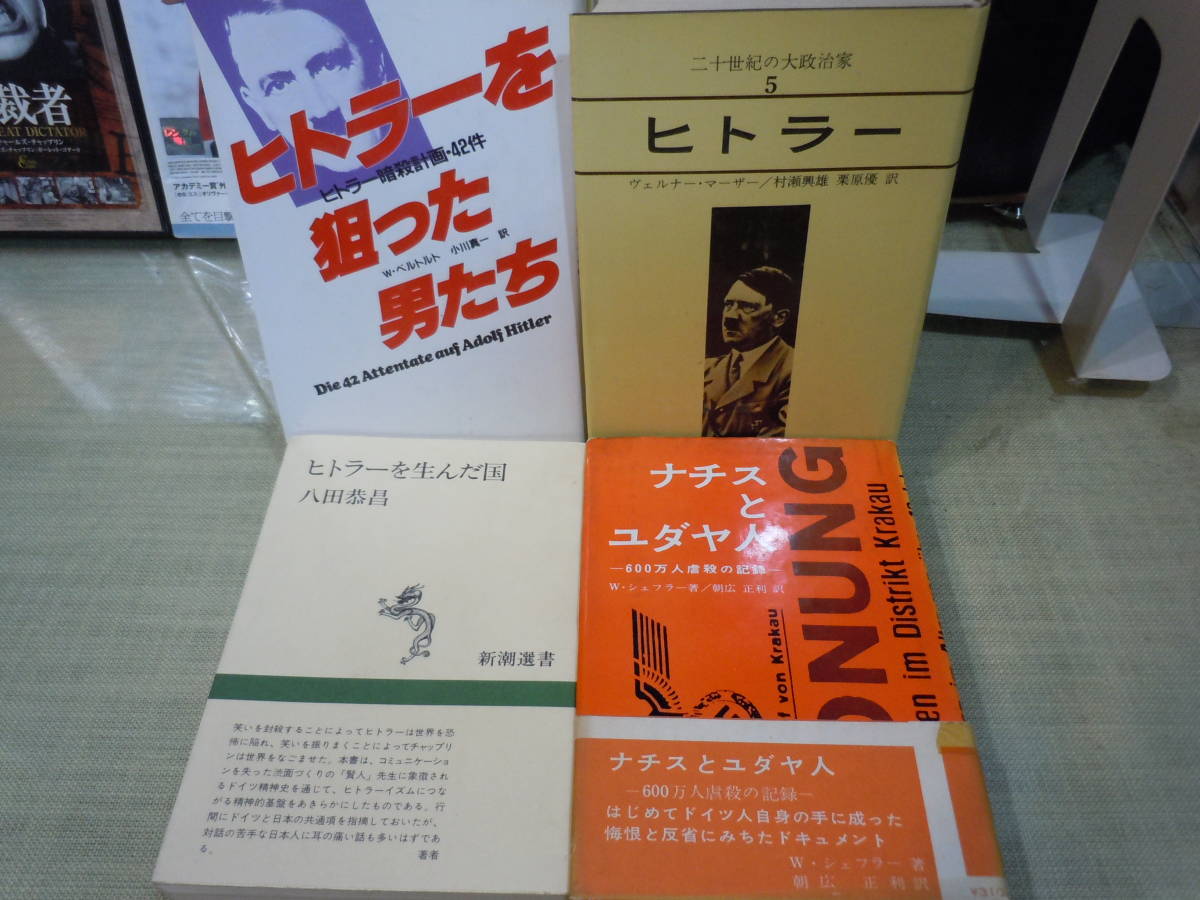 裁者
EAT DICTATOR
アカデミー賞
全てを目撃
ヒトラーを
ヒトラー暗殺計画・42件
狙った
W・ベルトルト 小川真一 訳
男たち
Die 42 Attentate auf Adolf Hitler
二十世紀の大政治家
5
ヒトラー
ヴェルナー・マーザー/村瀬興雄 栗原優 訳
ヒトラーを生んだ国
八田恭昌
新潮選書
笑いを封殺することによってヒトラーは世界を恐
怖に陥れ、笑いを振りまくことによってチャップリ
ンは世界をなごませた。本書は、コミュニケーショ
ンを失った渋面づくりの「賢人」先生に象徴され
るドイツ精神史を通じて、ヒトラーイズムにつな
がる精神的基盤をあきらかにしたものである。行
間にドイツと日本の共通項を指摘しておいたが、
対話の苦手な日本人に耳の痛い話も多いはずであ
る。
著者
ナチス
と
ユダヤ人
―600万人虐殺の記録―
W・シェフラー著/朝広 正利 訳
NUNG
en im Distrikt Krakau
t von Krakau
ナチスとユダヤ人
―600万人虐殺の記録―
はじめてドイツ人自身の手に成った
悔恨と反省にみちたドキュメント
W・シェフラー 著
朝広 正利 訳